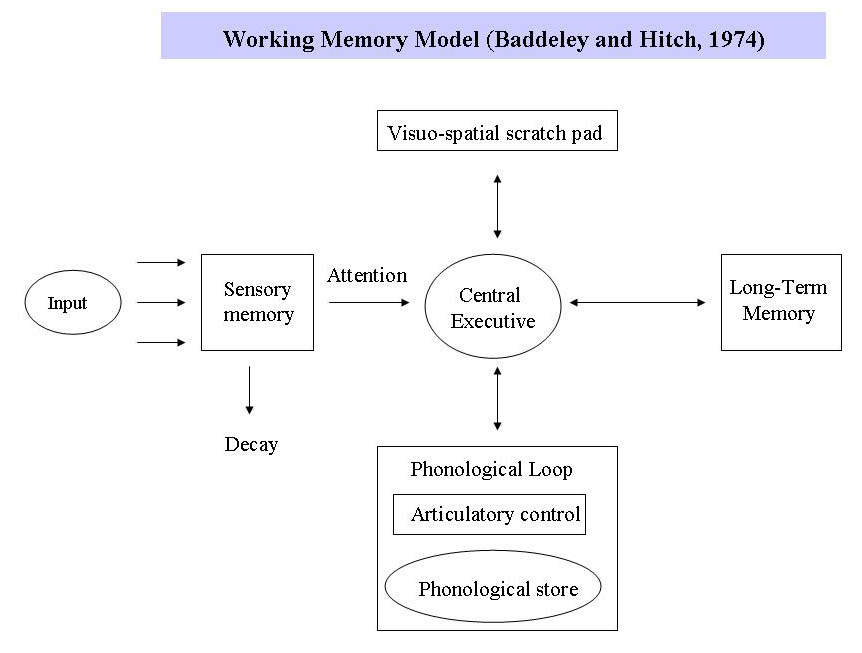 Working Memory Model (Baddeley and Hitch, 1974)
Visuo-spatial scratch pad
Input
Sensory
memory
Attention
Central
Executive
Long-Term
Memory
Decay
Phonological Loop
Articulatory control
Phonological store